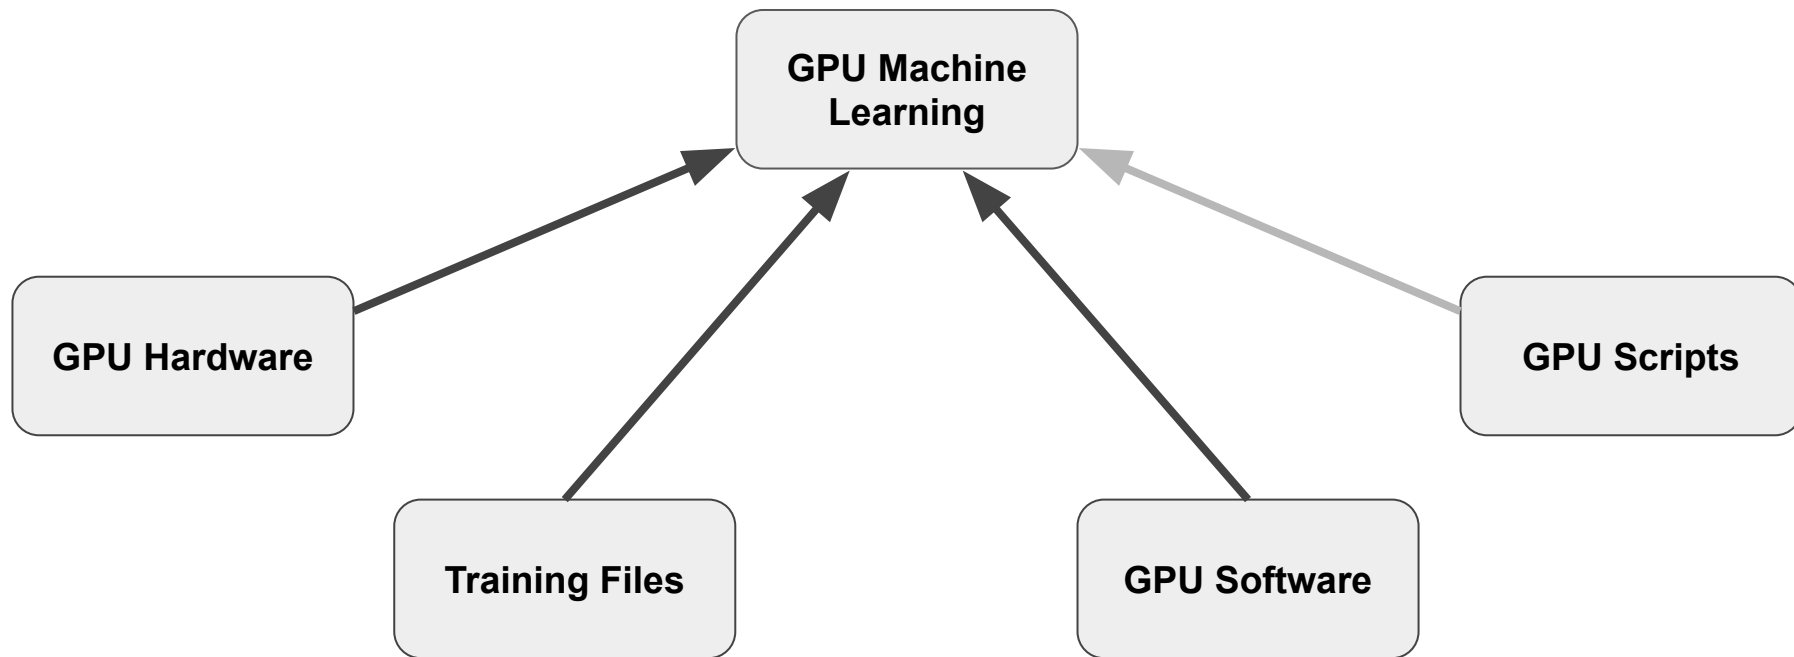 GPU Machine
Learning
GPU Hardware
GPU Scripts
Training Files
GPU Software